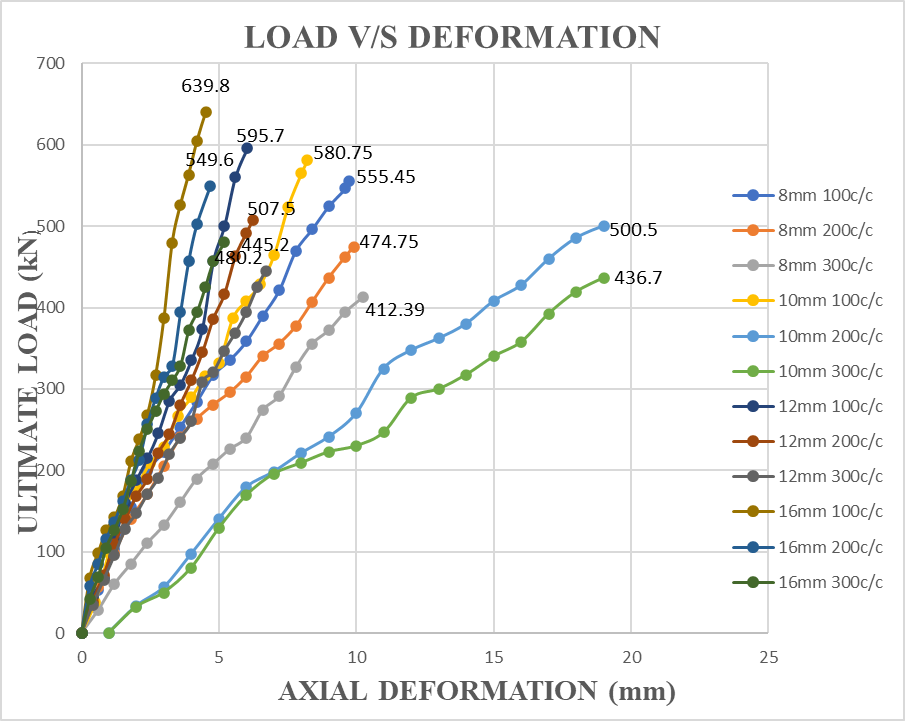 LOAD V/S DEFORMATION
700
600
500
400
300
200
100
0
0 5 10 15 20 25
ULTIMATE LOAD (kN)
AXIAL DEFORMATION (mm)
639.8
595.7
549.6
580.75
555.45
507.5
474.75
445.2
480.2
412.39
500.5
436.7
8mm 100c/c
8mm 200c/c
8mm 300c/c
10mm 100c/c
10mm 200c/c
10mm 300c/c
12mm 100c/c
12mm 200c/c
12mm 300c/c
16mm 100c/c
16mm 200c/c
16mm 300c/c